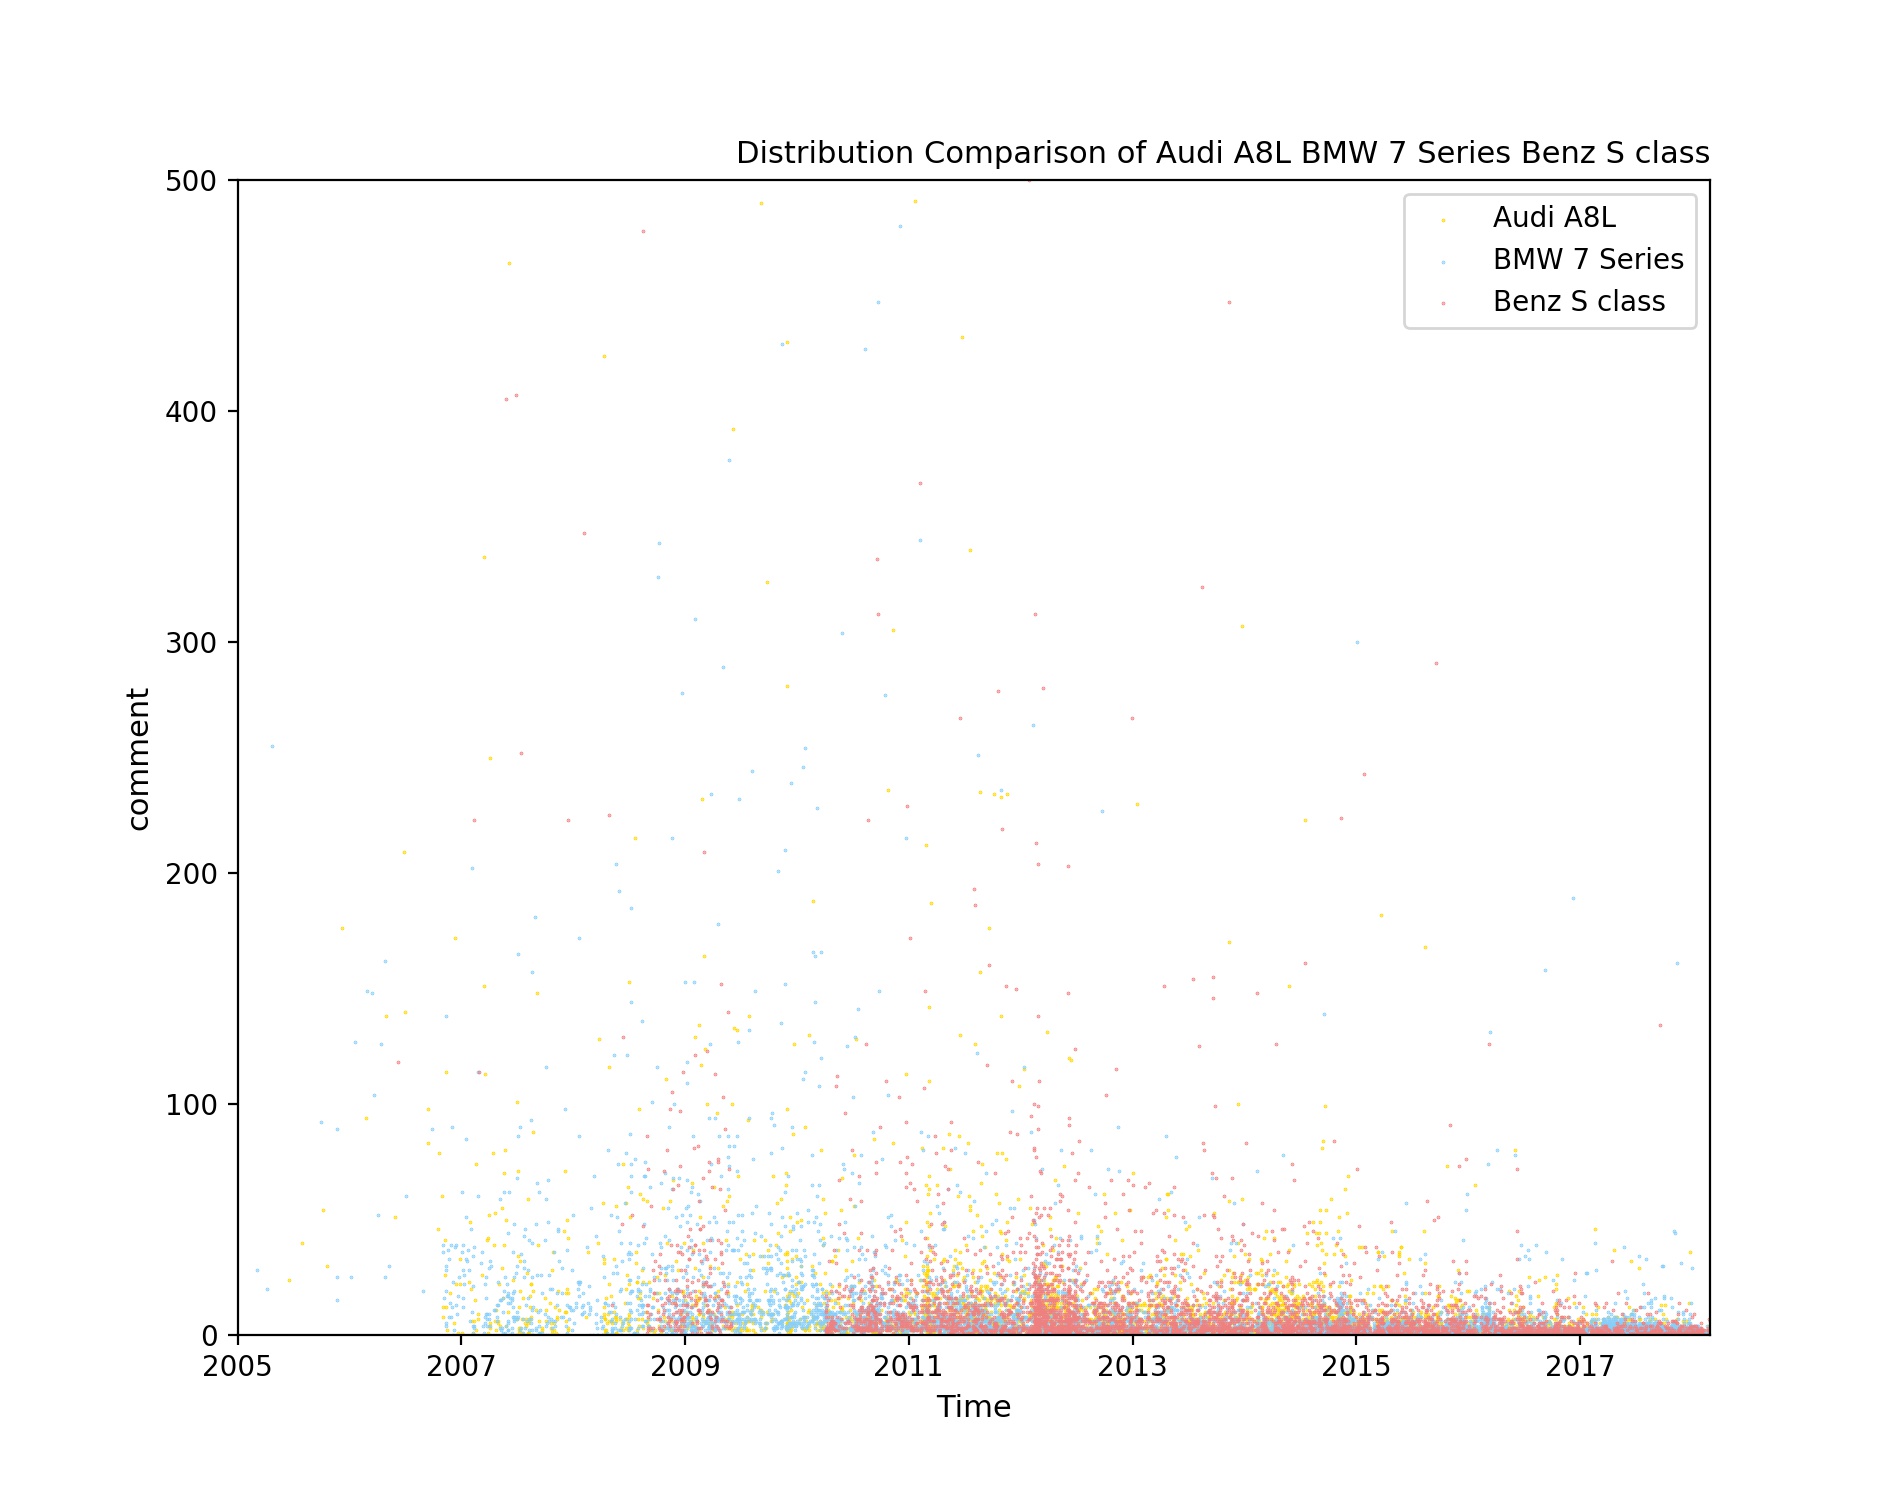 Distribution Comparison of Audi A8L BMW 7 Series Benz S class
500
400
300
200
100
0
comment
Audi A8L
BMW 7 Series
Benz S class
2005 2007 2009 2011 2013 2015 2017
Time